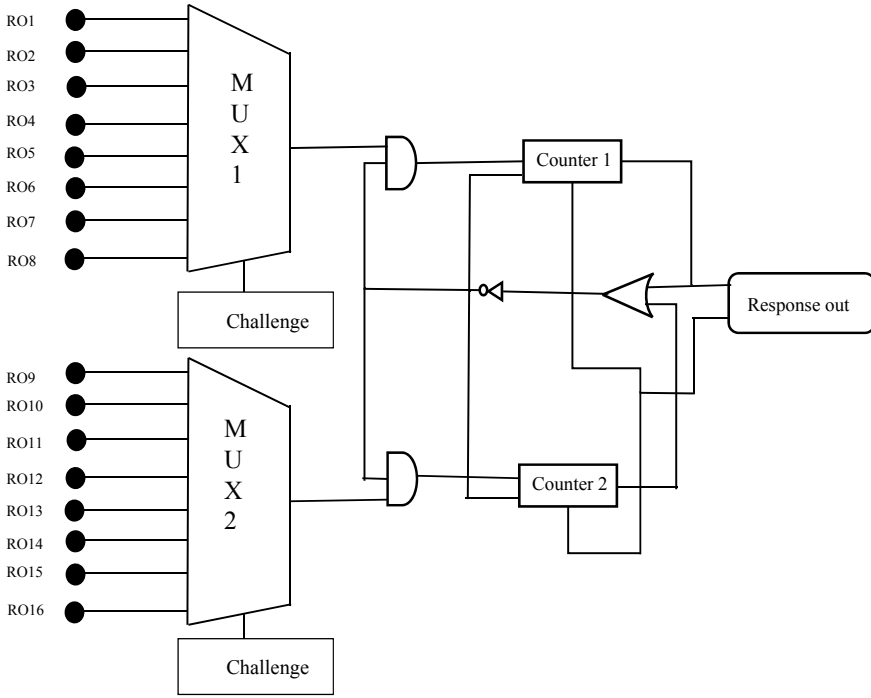 RO1
RO2
RO3
RO4
RO5
RO6
RO7
RO8
M
U
X
1
Challenge
Counter 1
Response out
RO9
RO10
RO11
RO12
RO13
RO14
RO15
RO16
M
U
X
2
Challenge
Counter 2